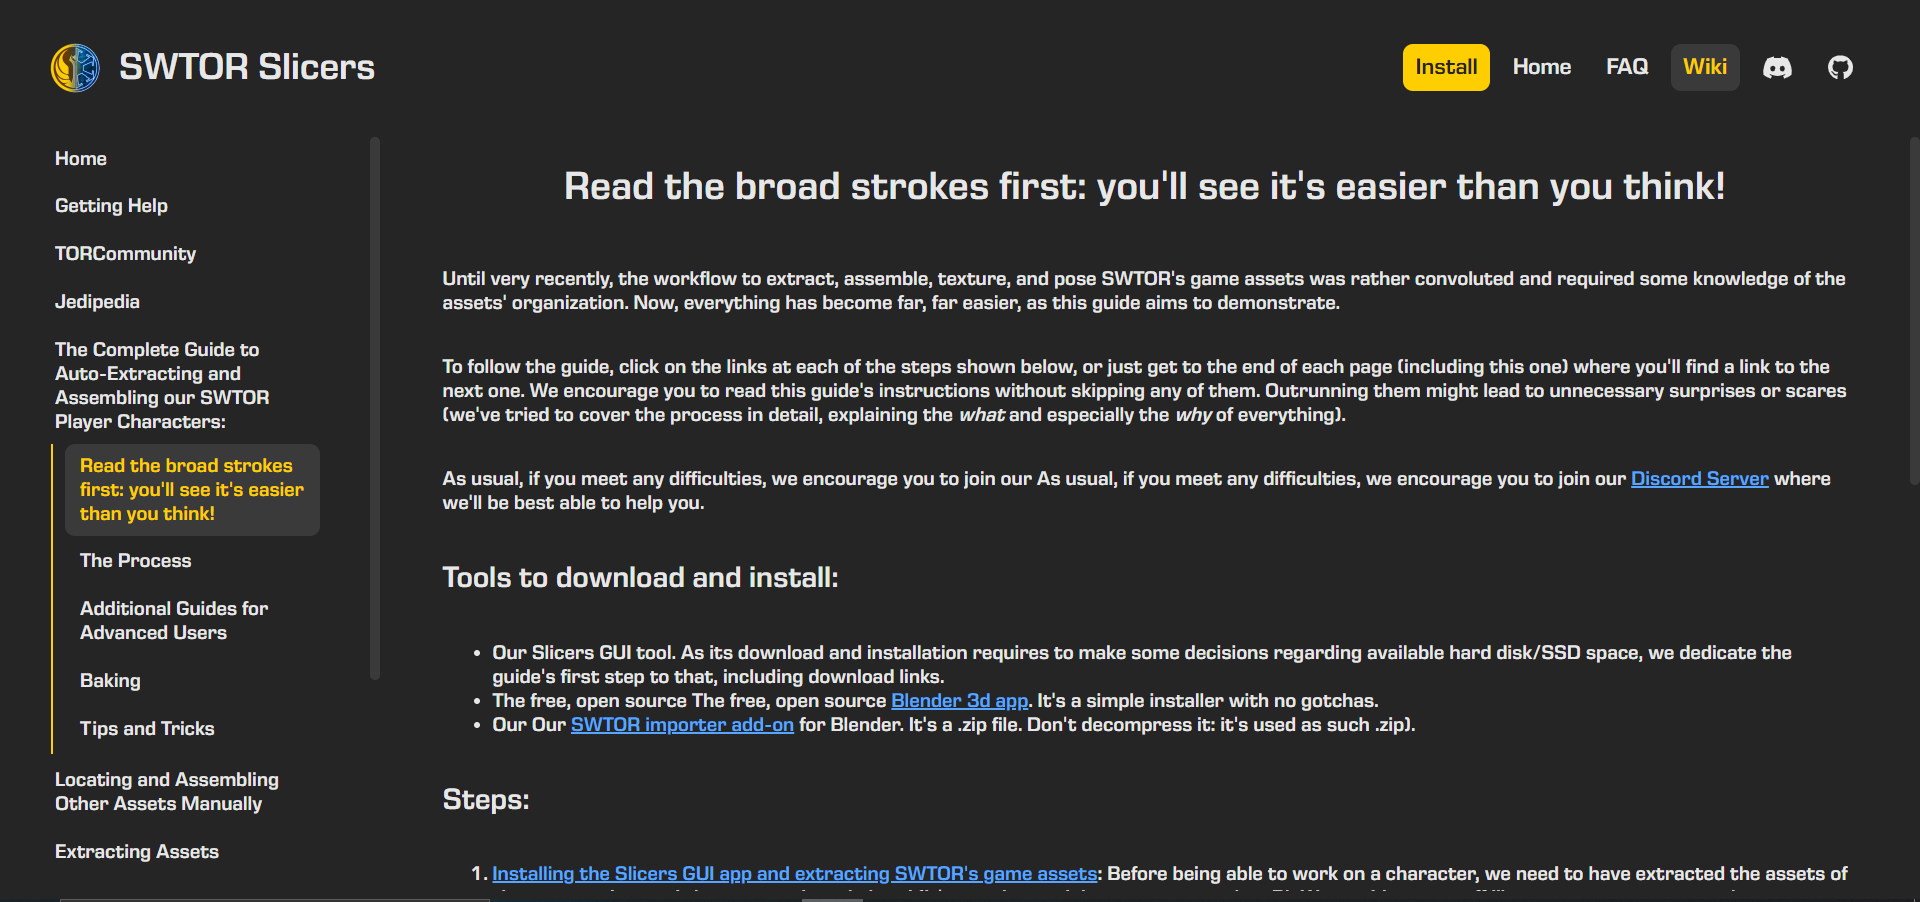 SWTOR Slicers
Install
Home
FAQ
Wiki
Home
Getting Help
TORCommunity
Jedipedia
The Complete Guide to
Auto-Extracting and
Assembling our SWTOR
Player Characters:
Read the broad strokes
first: you'll see it's easier
than you think!
The Process
Additional Guides for
Advanced Users
Baking
Tips and Tricks
Locating and Assembling
Other Assets Manually
Extracting Assets
Read the broad strokes first: you'll see it's easier than you think!
Until very recently, the workflow to extract, assemble, texture, and pose SWTOR's game assets was rather convoluted and required some knowledge of the
assets' organization. Now, everything has become far, far easier, as this guide aims to demonstrate.
To follow the guide, click on the links at each of the steps shown below, or just get to the end of each page (including this one) where you'll find a link to the
next one. We encourage you to read this guide's instructions without skipping any of them. Outrunning them might lead to unnecessary surprises or scares
(we've tried to cover the process in detail, explaining the what and especially the why of everything).
As usual, if you meet any difficulties, we encourage you to join our As usual, if you meet any difficulties, we encourage you to join our Discord Server where
we'll be best able to help you.
Tools to download and install:
• Our Slicers GUI tool. As its download and installation requires to make some decisions regarding available hard disk/SSD space, we dedicate the
guide's first step to that, including download links.
• The free, open source The free, open source Blender 3d app. It's a simple installer with no gotchas.
• Our Our SWTOR importer add-on for Blender. It's a .zip file. Don't decompress it: it's used as such .zip).
Steps:
1. Installing the Slicers GUI app and extracting SWTOR's game assets: Before being able to work on a character, we need to have extracted the assets of